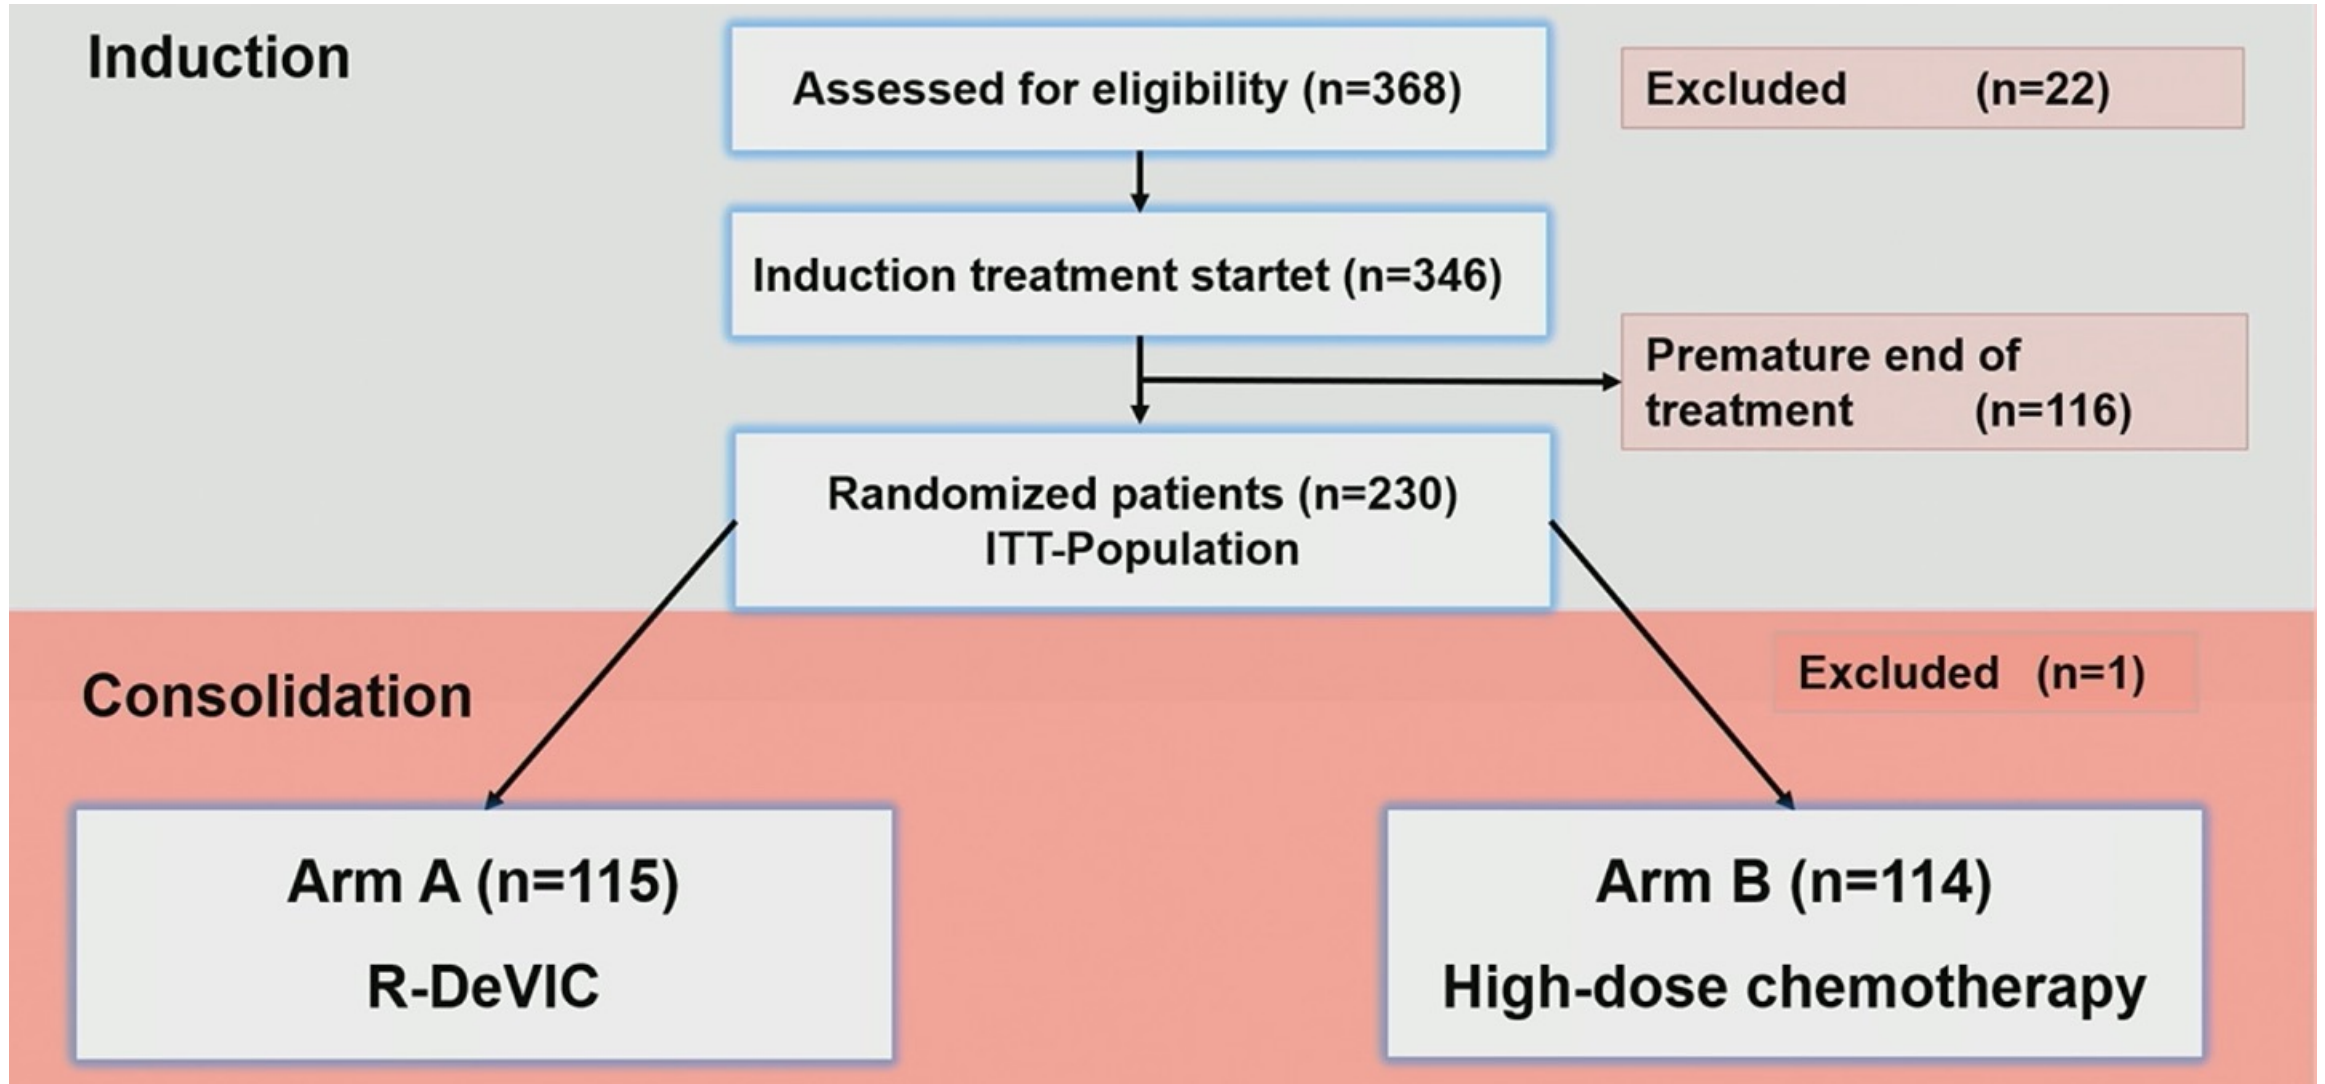 Induction
Assessed for eligibility (n=368)
Excluded (n=22)
Induction treatment startet (n=346)
Premature end of
treatment (n=116)
Randomized patients (n=230)
ITT-Population
Consolidation
Excluded (n=1)
Arm A (n=115)
R-DeVIC
Arm B (n=114)
High-dose chemotherapy